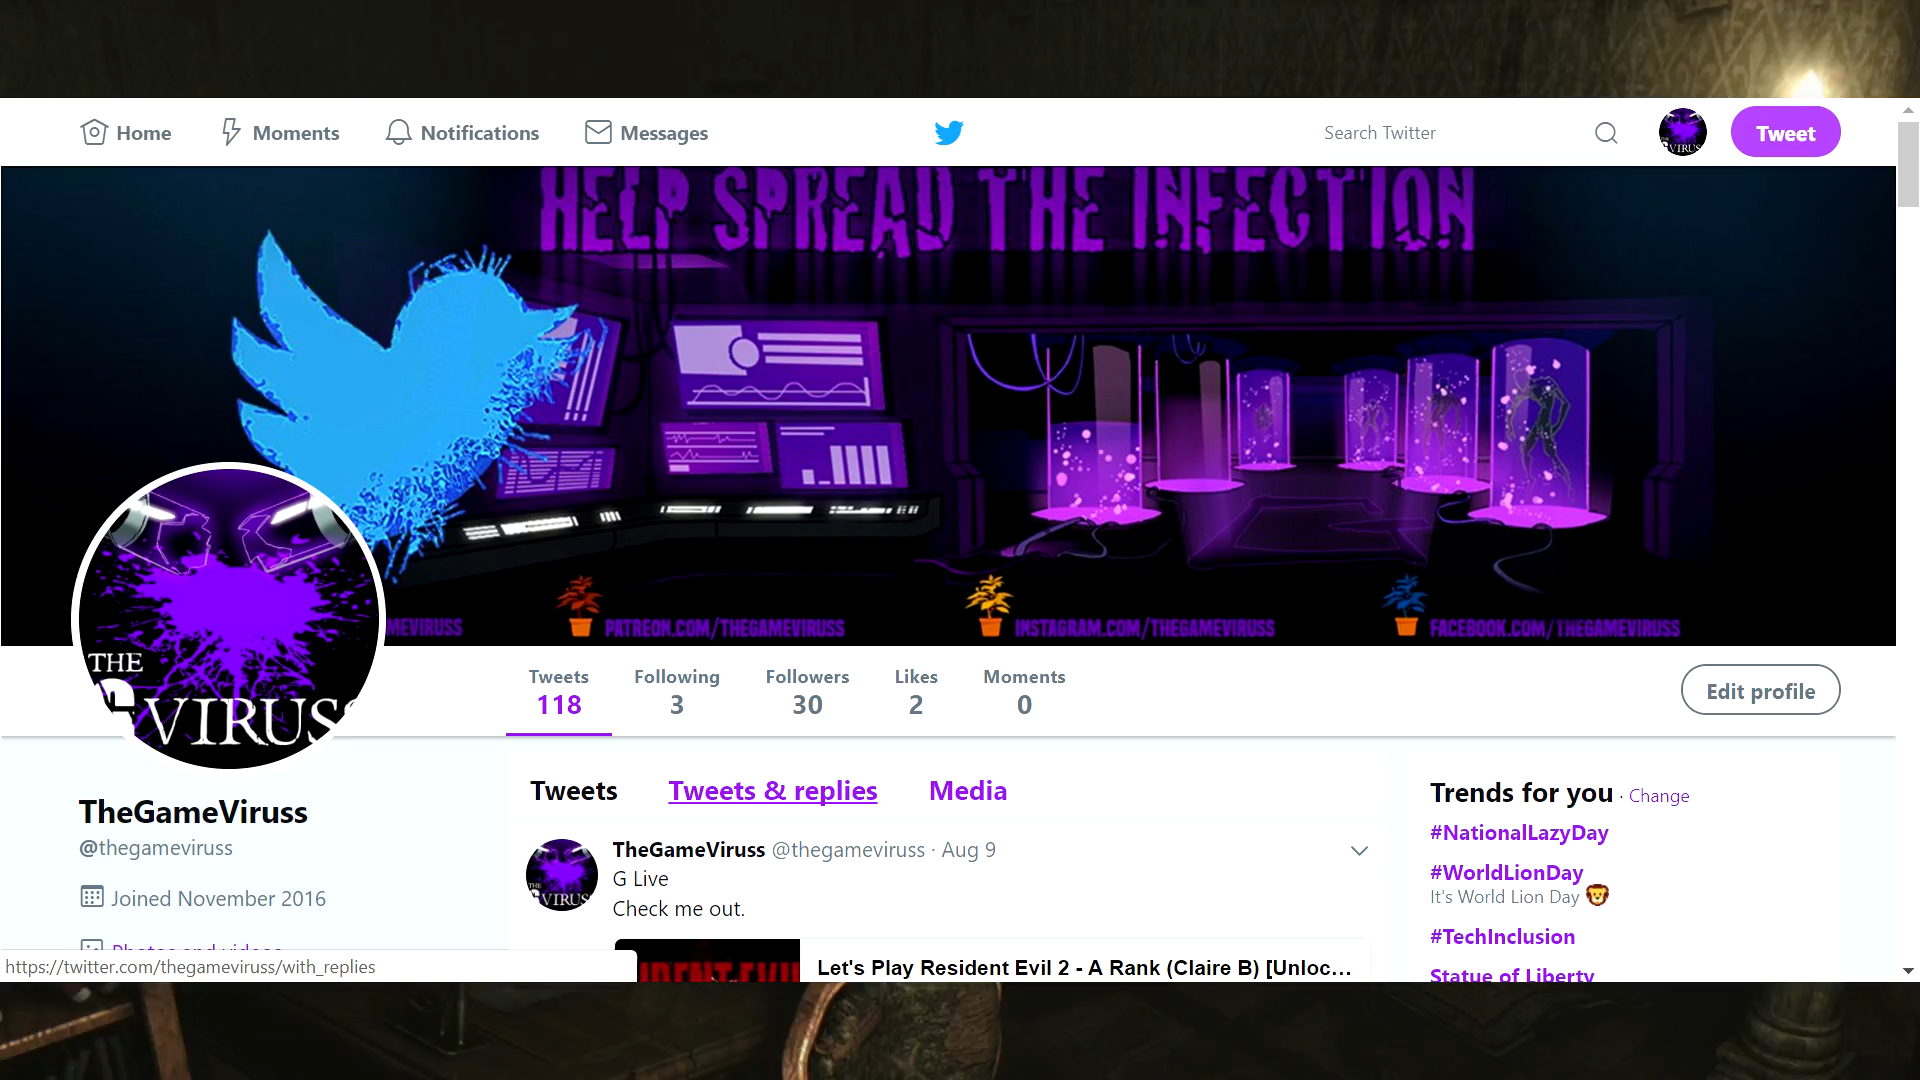 Home Moments Notifications Messages Search Twitter Tweet
HELP SPREAD THE INFECTION
PATREON.COM/THEGAMEVIRUSS INSTAGRAM.COM/THEGAMEVIRUSS FACEBOOK.COM/THEGAMEVIRUSS
THE
VIRUSS
Tweets Following Followers Likes Moments
118 3 30 2 0
Edit profile
TheGameViruss
@thegameviruss
Joined November 2016
Photos and videos
https://twitter.com/thegameviruss/with_replies
Tweets Tweets & replies Media
TheGameViruss @thegameviruss · Aug 9
G Live
Check me out.
Let's Play Resident Evil 2 - A Rank (Claire B) [Unloc...
Trends for you · Change
#NationalLazyDay
#WorldLionDay
It's World Lion Day
#TechInclusion
Statue of Liberty